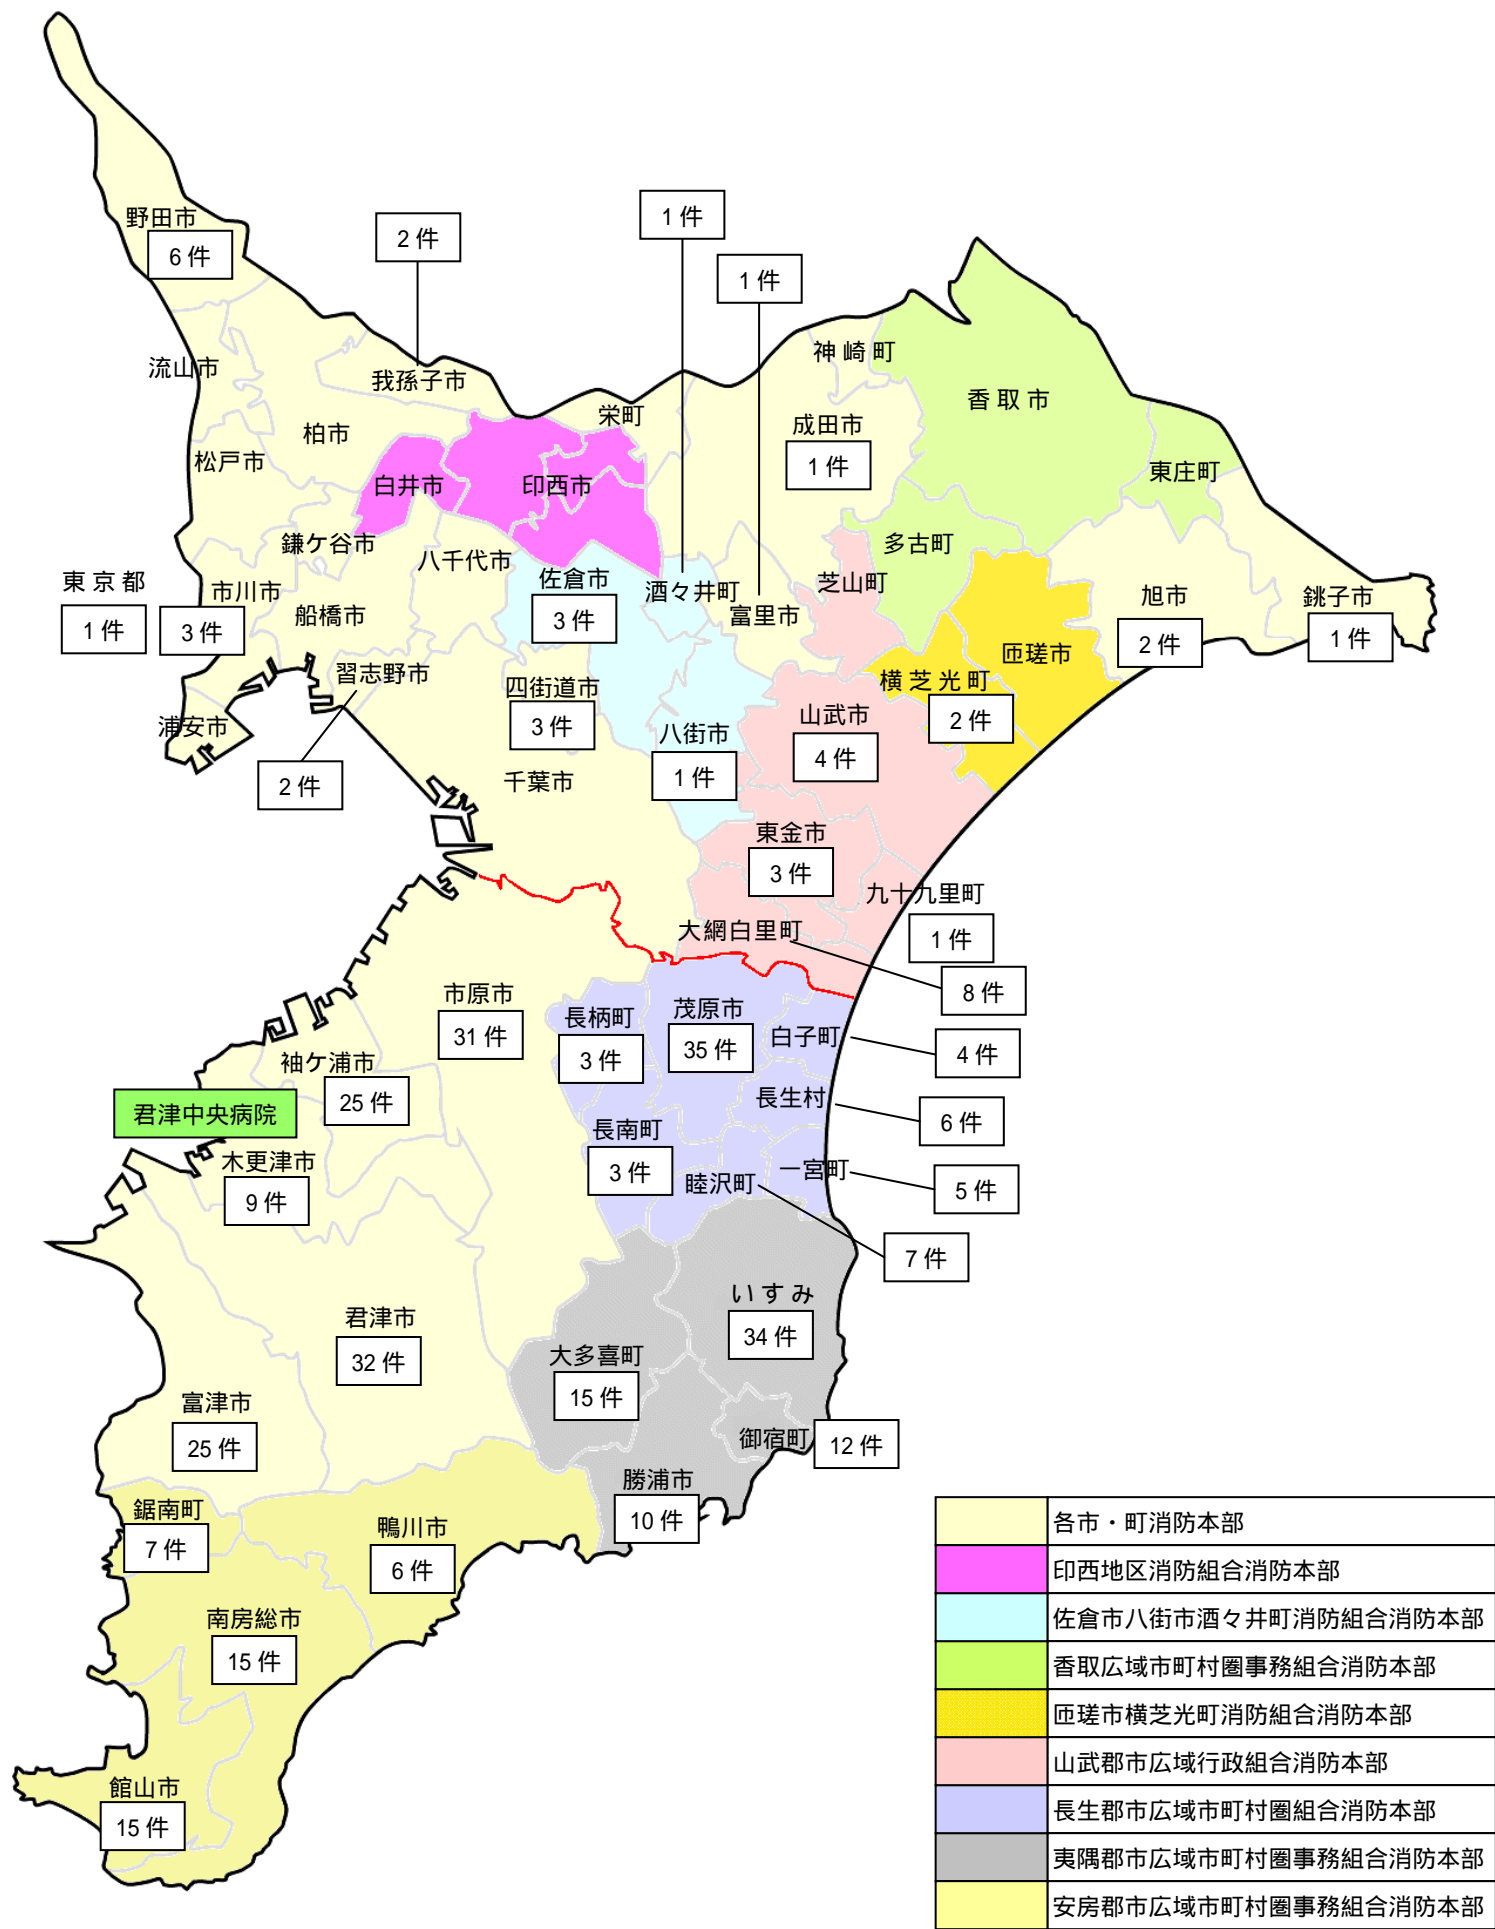 野田市
6 件
2 件
1 件
1 件
流山市
我孫子市
神崎町
香取市
柏市
栄町
成田市
1 件
松戸市
白井市
印西市
東庄町
鎌ケ谷市
八千代市
多古町
東京都
1 件
市川市
3 件
船橋市
佐倉市
3 件
酒々井町
富里市
芝山町
旭市
2 件
銚子市
1 件
匝瑳市
習志野市
四街道市
3 件
横芝光町
2 件
浦安市
2 件
千葉市
八街市
1 件
山武市
4 件
東金市
3 件
九十九里町
1 件
大網白里町
8 件
市原市
31 件
長柄町
3 件
茂原市
35 件
白子町
4 件
袖ケ浦市
25 件
君津中央病院
長生村
6 件
木更津市
9 件
長南町
3 件
睦沢町
一宮町
5 件
7 件
いすみ
34 件
君津市
32 件
大多喜町
15 件
富津市
25 件
御宿町
12 件
勝浦市
10 件
鋸南町
7 件
鴨川市
6 件
南房総市
15 件
館山市
15 件
各市・町消防本部
印西地区消防組合消防本部
佐倉市八街市酒々井町消防組合消防本部
香取広域市町村圏事務組合消防本部
匝瑳市横芝光町消防組合消防本部
山武郡市広域行政組合消防本部
長生郡市広域市町村圏組合消防本部
夷隅郡市広域市町村圏事務組合消防本部
安房郡市広域市町村圏事務組合消防本部